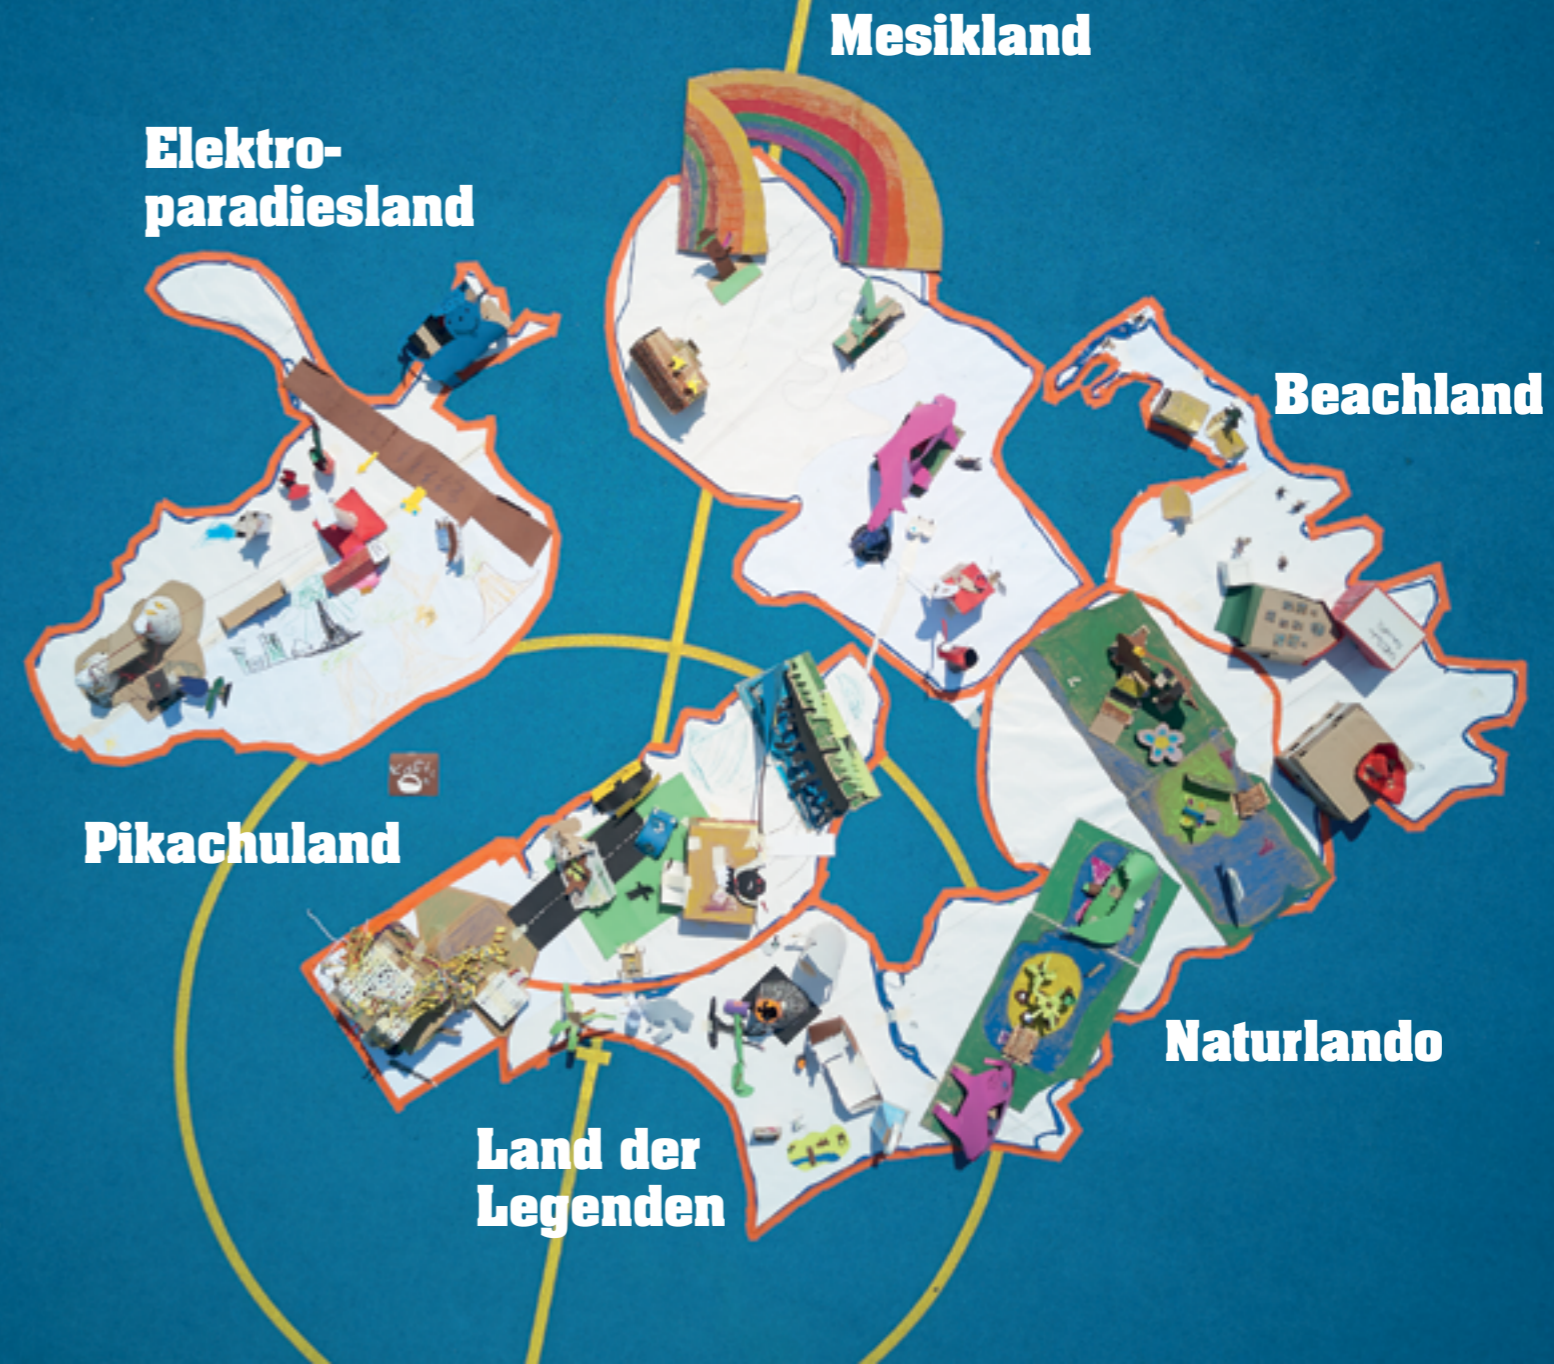 Mesikland
Elektro-
paradiesland
Beachland
Pikachuland
Naturlando
Land der
Legenden